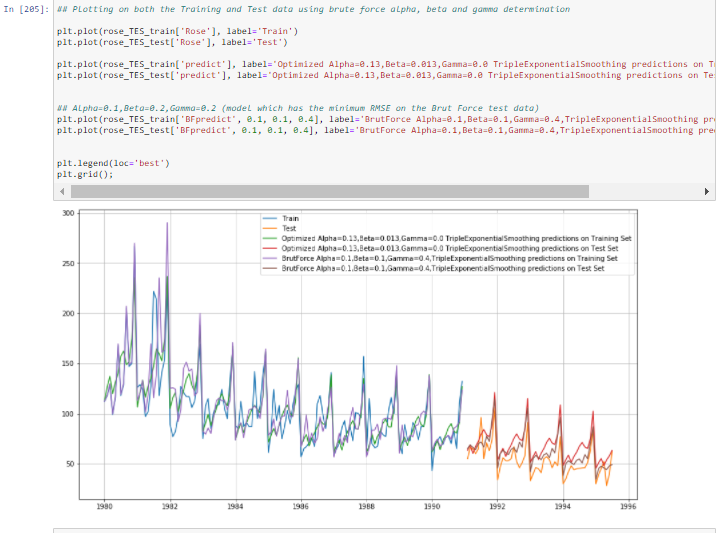 In [205]: ## PLotting on both the Training and Test data using brute force alpha, beta and gamma determination
plt.plot(rose_TES_train['Rose'], label='Train')
plt.plot(rose_TES_test['Rose'], label='Test')
plt.plot(rose_TES_train['predict'], label='Optimized Alpha=0.13,Beta=0.013,Gamma=0.0 TripleExponentialSmoothing predictions on T
plt.plot(rose_TES_test['predict'], label='Optimized Alpha=0.13,Beta=0.013,Gamma=0.0 TripleExponentialSmoothing predictions on Te
## Alpha=0.1,Beta=0.2,Gamma=0.2 (model which has the minimum RMSE on the Brut Force test data)
plt.plot(rose_TES_train['BFpredict', 0.1, 0.1, 0.4], label='BrutForce Alpha=0.1,Beta=0.1,Gamma=0.4,TripleExponentialSmoothing pr
plt.plot(rose_TES_test['BFpredict', 0.1, 0.1, 0.4], label='BrutForce Alpha=0.1,Beta=0.1,Gamma=0.4,TripleExponentialSmoothing pre
plt.legend(loc='best')
plt.grid();
300
250
200
150
100
50
Train
Test
Optimized Alpha=0.13,Beta=0.013,Gamma=0.0 TripleExponentialSmoothing predictions on Training Set
Optimized Alpha=0.13,Beta=0.013,Gamma=0.0 TripleExponentialSmoothing predictions on Test Set
BrutForce Alpha=0.1,Beta=0.1,Gamma=0.4,TripleExponentialSmoothing predictions on Training Set
BrutForce Alpha=0.1,Beta=0.1,Gamma=0.4,TripleExponentialSmoothing predictions on Test Set
1980 1982 1984 1986 1988 1990 1992 1994 1996